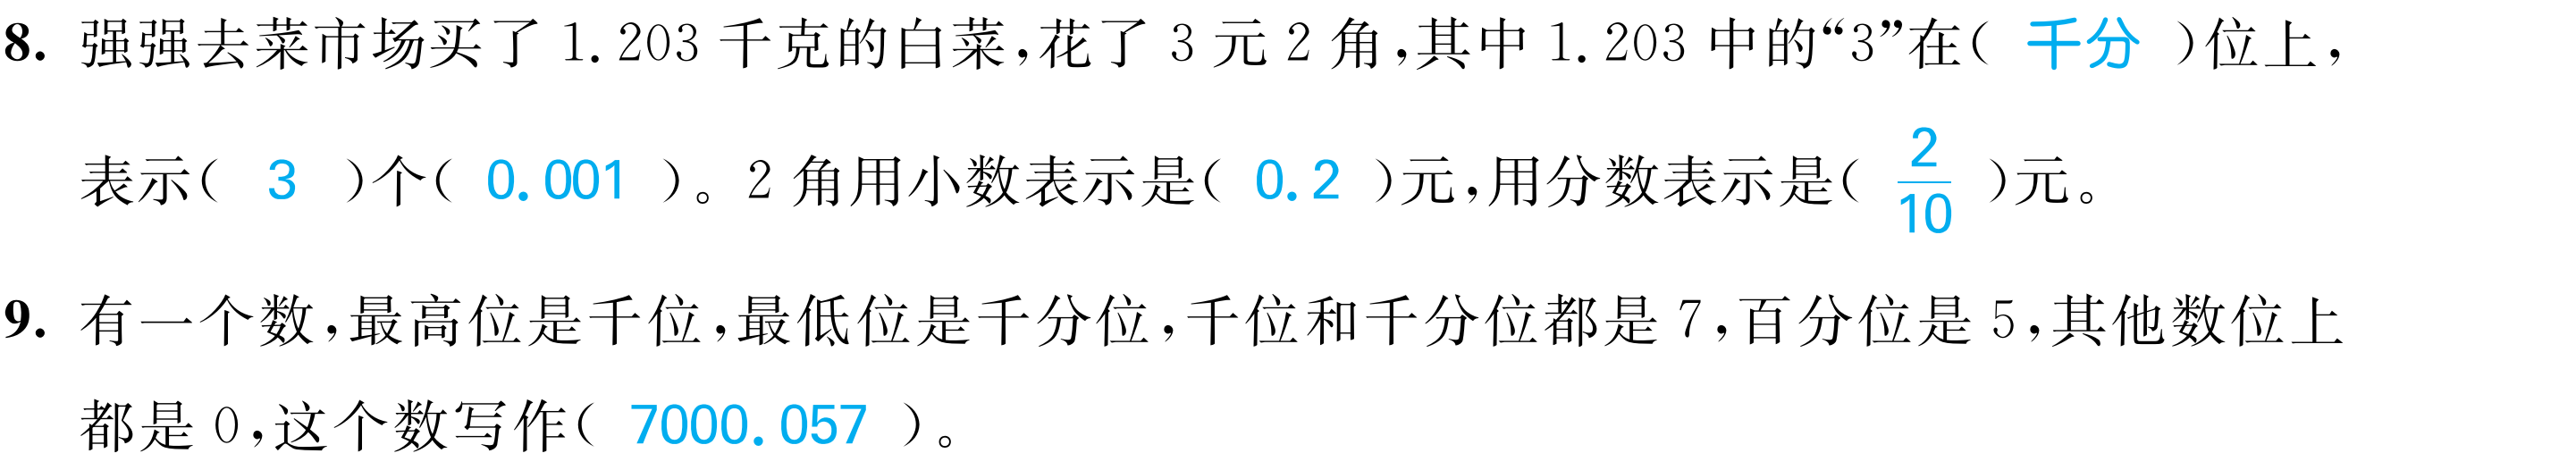 8. 强强去菜市场买了 1.203 千克的白菜,花了 3 元 2 角,其中 1.203 中的“3”在( 千分 )位上,
表示( 3 )个( 0.001 )。2 角用小数表示是( 0.2 )元,用分数表示是( 2/10 )元。
9. 有一个数,最高位是千位,最低位是千分位,千位和千分位都是 7,百分位是 5,其他数位上
都是 0,这个数写作( 7000.057 )。